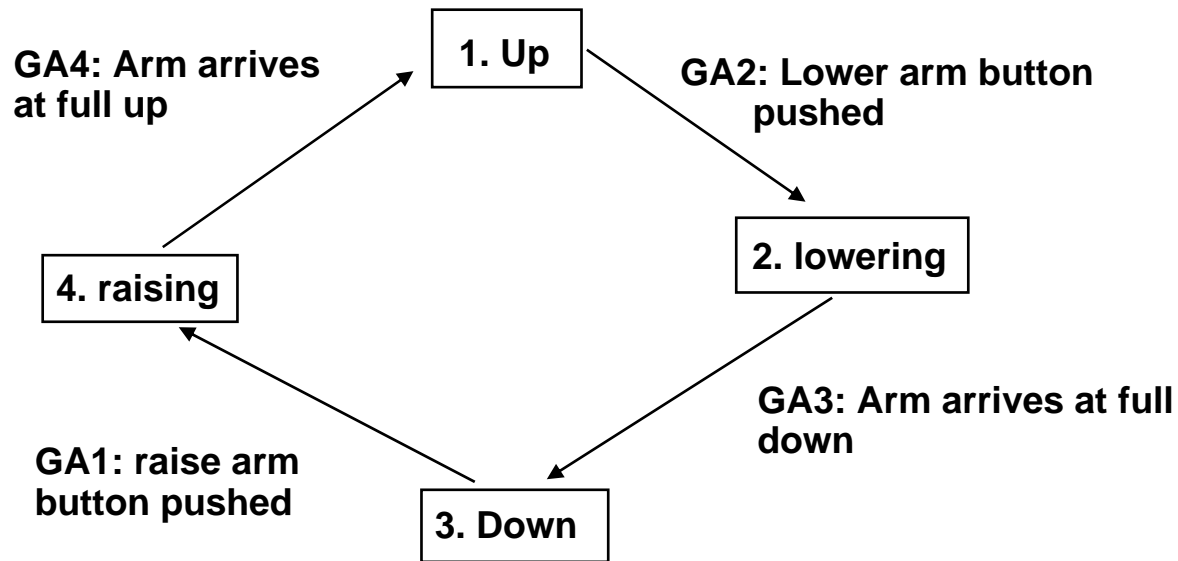 1. Up
GA4: Arm arrives
at full up
GA2: Lower arm button
pushed
2. lowering
4. raising
GA3: Arm arrives at full
down
GA1: raise arm
button pushed
3. Down